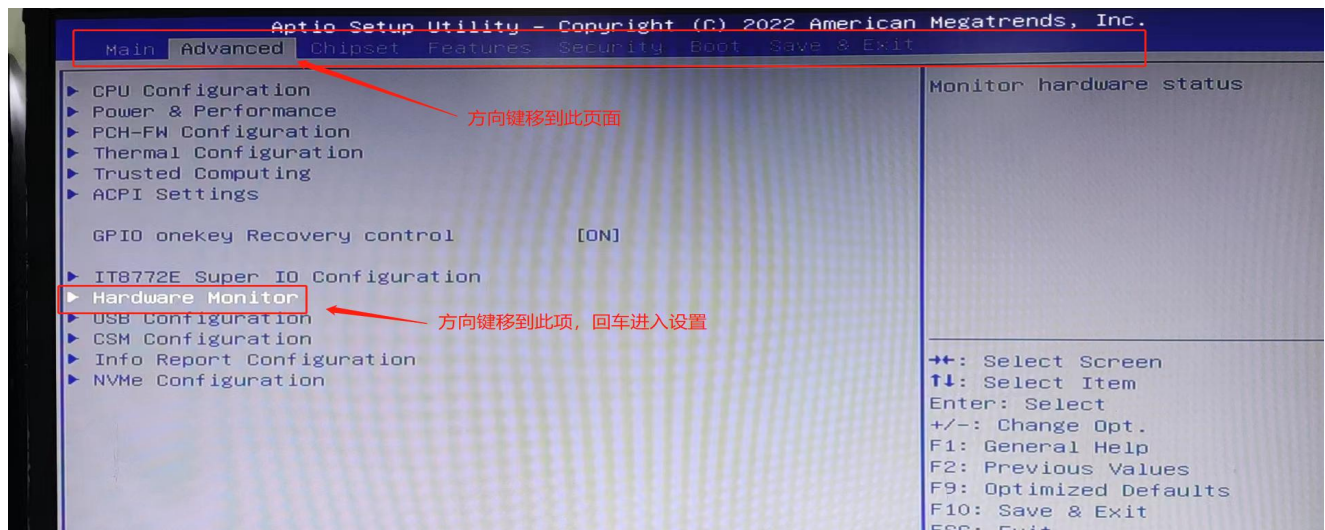 Aptio Setup Utility - Copyright (C) 2022 American Megatrends, Inc.
Main Advanced Chipset Features Security Boot Save & Exit
CPU Configuration
Power & Performance
PCH-FW Configuration
Thermal Configuration
Trusted Computing
ACPI Settings
GPIO onekey Recovery control [ON]
IT8772E Super IO Configuration
Hardware Monitor
USB Configuration
CSM Configuration
Info Report Configuration
NVMe Configuration
方向键移到此页面
方向键移到此项，回车进入设置
Monitor hardware status
→←: Select Screen
↑↓: Select Item
Enter: Select
+/-: Change Opt.
F1: General Help
F2: Previous Values
F9: Optimized Defaults
F10: Save & Exit
ESC: Exit